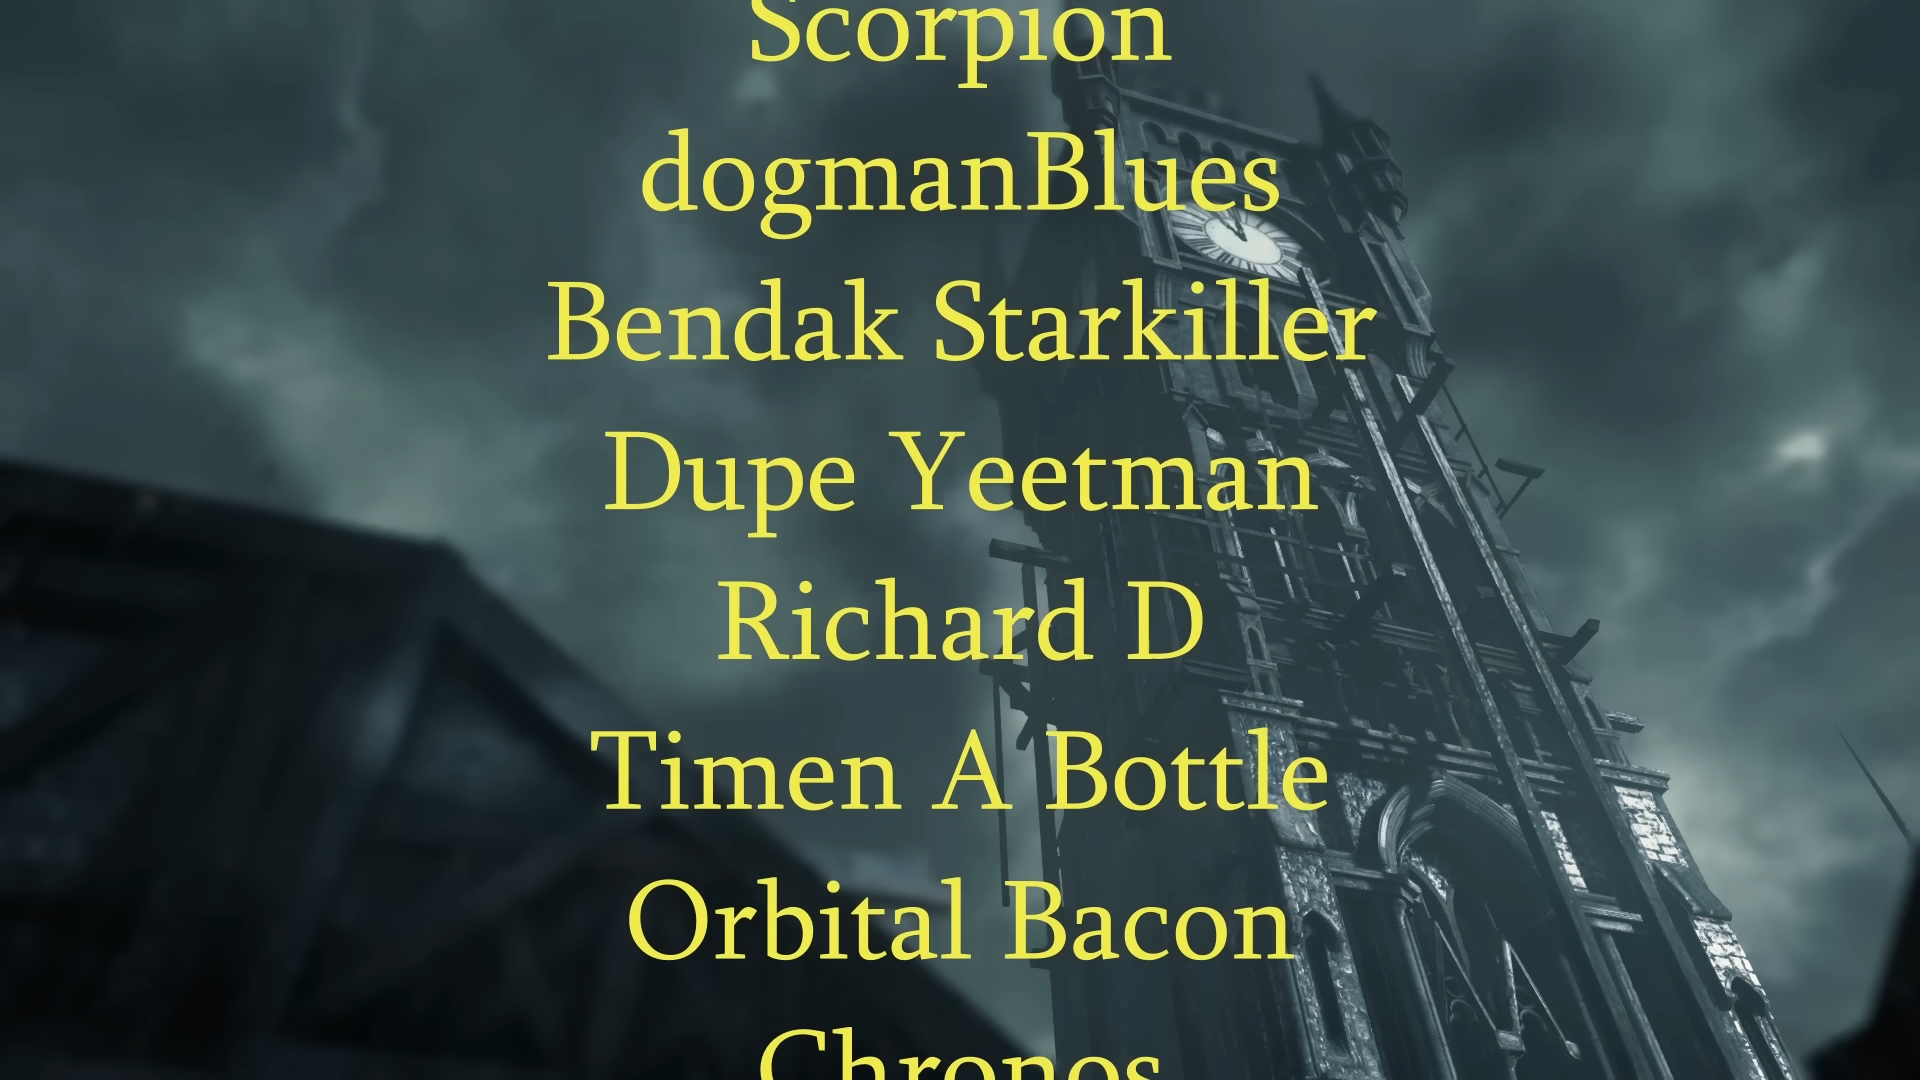 Scorpion
dogmanBlues
Bendak Starkiller
Dupe Yeetman
Richard D
Timen A Bottle
Orbital Bacon
Chronos